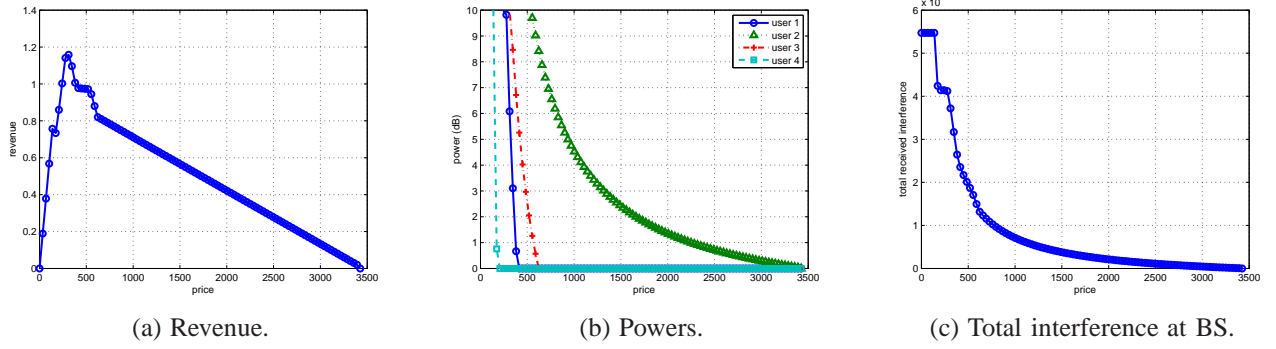 1.4
1.2
1
0.8
0.6
0.4
0.2
0
0 500 1000 1500 2000 2500 3000 3500
revenue
price
(a) Revenue.
10
9
8
7
6
5
4
3
2
1
0
0 500 1000 1500 2000 2500 3000 3500
power (dB)
price
user 1
user 2
user 3
user 4
(b) Powers.
6
5
4
3
2
1
0
0 500 1000 1500 2000 2500 3000 3500
total received interference
price
(c) Total interference at BS.